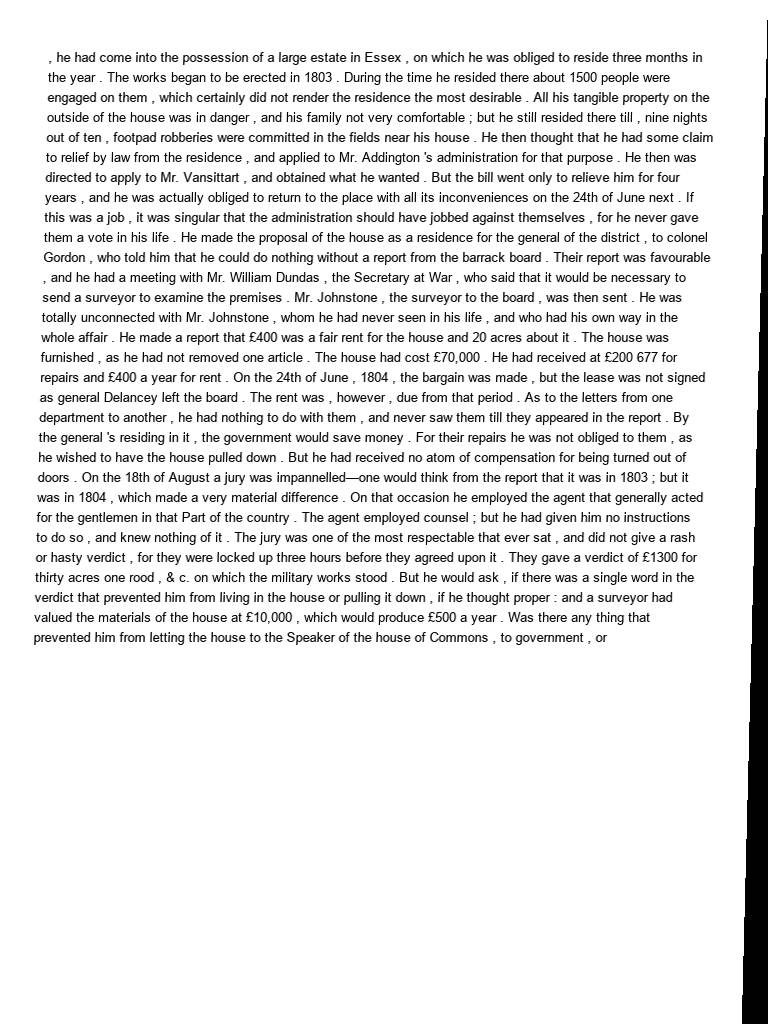 , he had come into the possession of a large estate in Essex , on which he was obliged to reside three months in
the year . The works began to be erected in 1803 . During the time he resided there about 1500 people were
engaged on them , which certainly did not render the residence the most desirable . All his tangible property on the
outside of the house was in danger , and his family not very comfortable ; but he still resided there till , nine nights
out of ten , footpad robberies were committed in the fields near his house . He then thought that he had some claim
to relief by law from the residence , and applied to Mr. Addington 's administration for that purpose . He then was
directed to apply to Mr. Vansittart , and obtained what he wanted . But the bill went only to relieve him for four
years , and he was actually obliged to return to the place with all its inconveniences on the 24th of June next . If
this was a job , it was singular that the administration should have jobbed against themselves , for he never gave
them a vote in his life . He made the proposal of the house as a residence for the general of the district , to colonel
Gordon , who told him that he could do nothing without a report from the barrack board . Their report was favourable
, and he had a meeting with Mr. William Dundas , the Secretary at War , who said that it would be necessary to
send a surveyor to examine the premises . Mr. Johnstone , the surveyor to the board , was then sent . He was
totally unconnected with Mr. Johnstone , whom he had never seen in his life , and who had his own way in the
whole affair . He made a report that £400 was a fair rent for the house and 20 acres about it . The house was
furnished , as he had not removed one article . The house had cost £70,000 . He had received at £200 677 for
repairs and £400 a year for rent . On the 24th of June , 1804 , the bargain was made , but the lease was not signed
as general Delancey left the board . The rent was , however , due from that period . As to the letters from one
department to another , he had nothing to do with them , and never saw them till they appeared in the report . By
the general 's residing in it , the government would save money . For their repairs he was not obliged to them , as
he wished to have the house pulled down . But he had received no atom of compensation for being turned out of
doors . On the 18th of August a jury was impannelled—one would think from the report that it was in 1803 ; but it
was in 1804 , which made a very material difference . On that occasion he employed the agent that generally acted
for the gentlemen in that Part of the country . The agent employed counsel ; but he had given him no instructions
to do so , and knew nothing of it . The jury was one of the most respectable that ever sat , and did not give a rash
or hasty verdict , for they were locked up three hours before they agreed upon it . They gave a verdict of £1300 for
thirty acres one rood , & c. on which the military works stood . But he would ask , if there was a single word in the
verdict that prevented him from living in the house or pulling it down , if he thought proper : and a surveyor had
valued the materials of the house at £10,000 , which would produce £500 a year . Was there any thing that
prevented him from letting the house to the Speaker of the house of Commons , to government , or